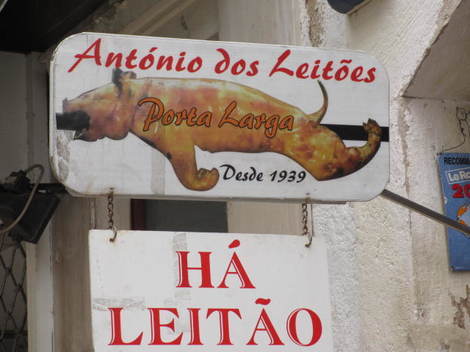 António dos Leitões
Porta Larga
Desde 1939
HÁ
LEITÃO